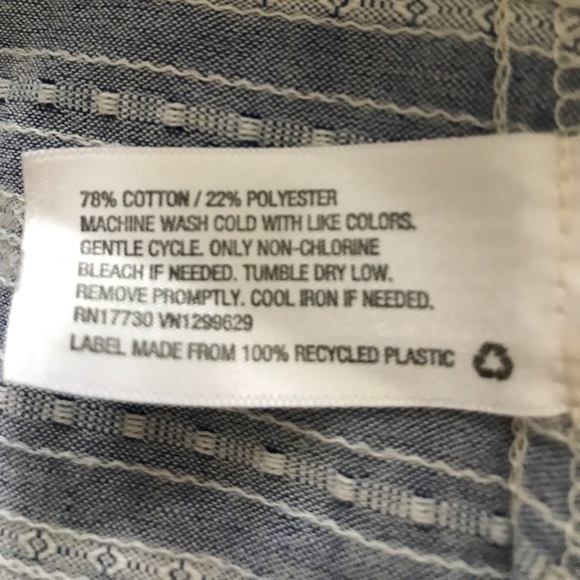 78% COTTON / 22% POLYESTER
MACHINE WASH COLD WITH LIKE COLORS.
GENTLE CYCLE. ONLY NON-CHLORINE
BLEACH IF NEEDED. TUMBLE DRY LOW.
REMOVE PROMPTLY. COOL IRON IF NEEDED.
RN17730 VN1299629
LABEL MADE FROM 100% RECYCLED PLASTIC